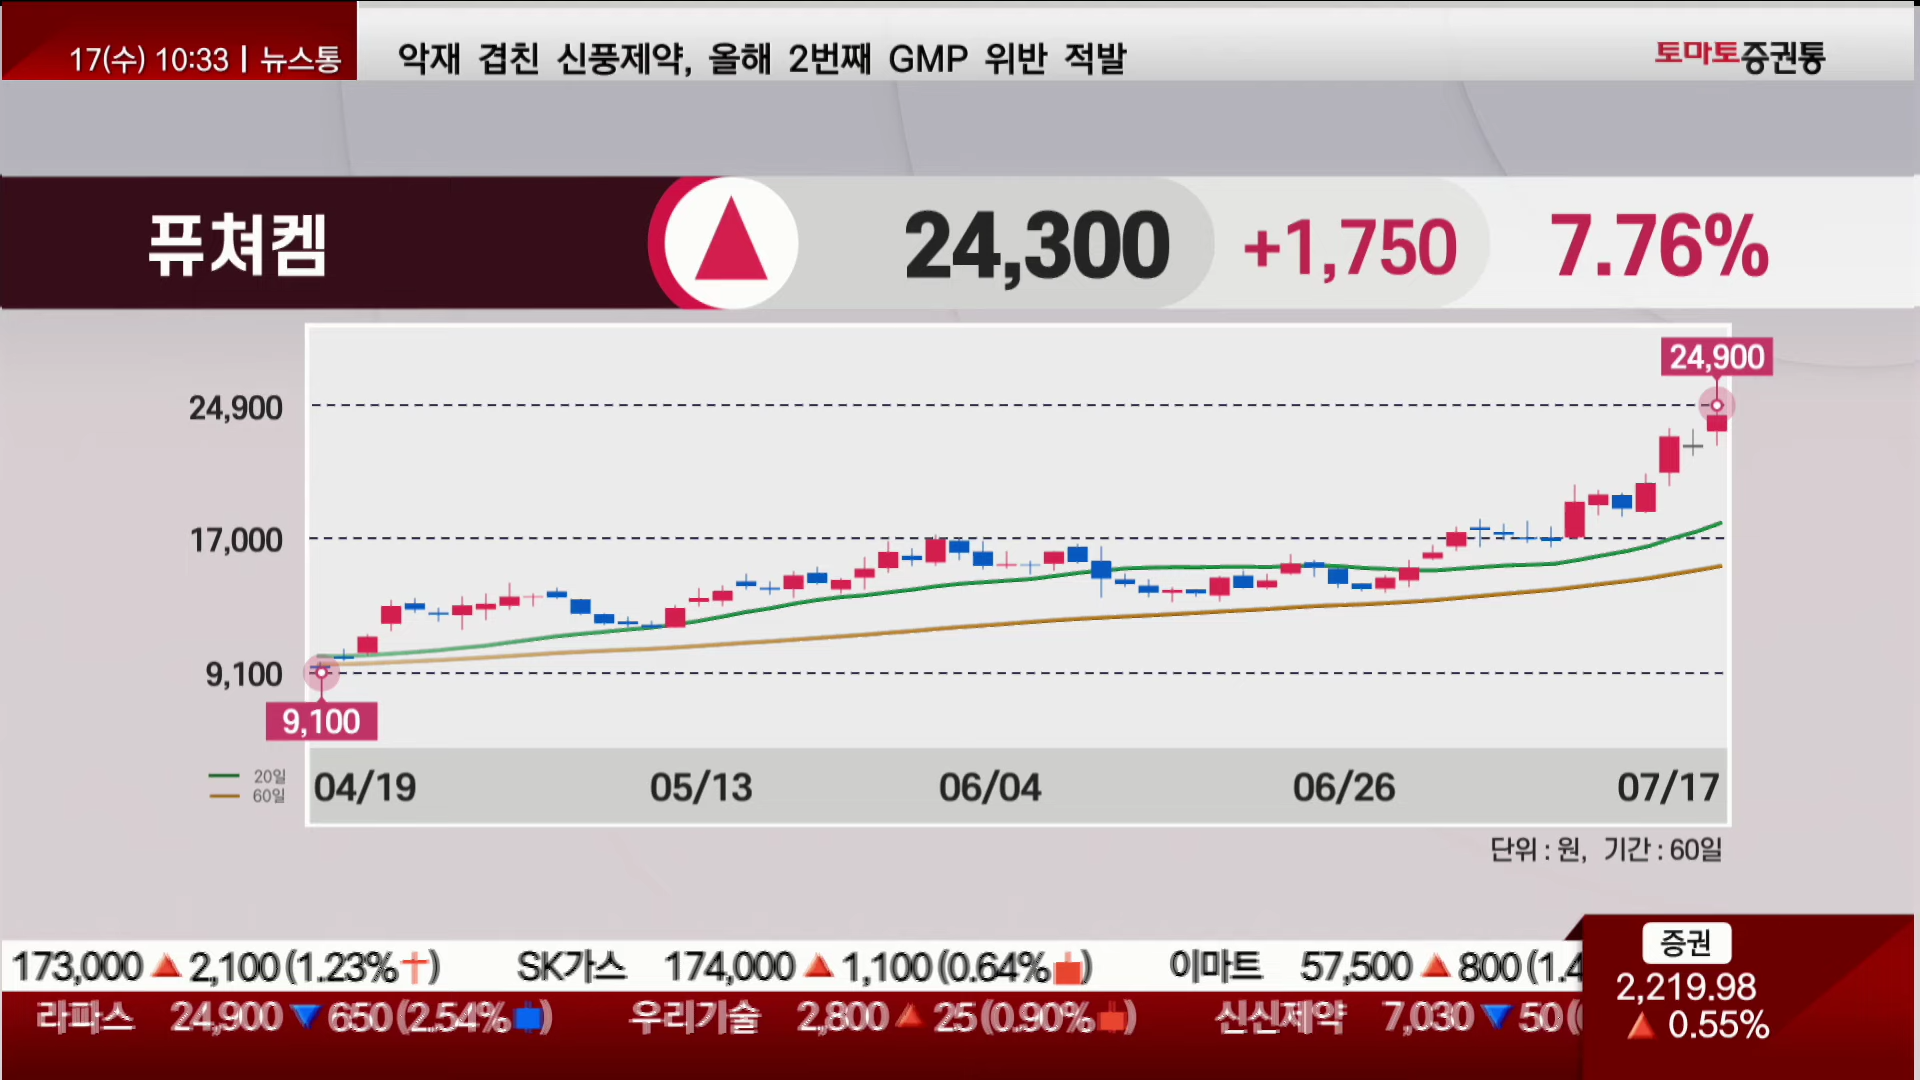 17(수) 10:33 | 뉴스통
악재 겹친 신풍제약, 올해 2번째 GMP 위반 적발
토마토증권통
퓨쳐켐 ▲ 24,300 +1,750 7.76%
24,900
24,900
17,000
9,100
9,100
20일
60일
04/19 05/13 06/04 06/26 07/17
단위 : 원, 기간 : 60일
173,000 ▲ 2,100 (1.23%↑) SK가스 174,000 ▲ 1,100 (0.64%) 이마트 57,500 ▲ 800 (1.4
라파스 24,900 ▼ 650 (2.54%) 우리기술 2,800 ▲ 25 (0.90%) 신신제약 7,030 ▼ 50 (
증권
2,219.98
▲ 0.55%